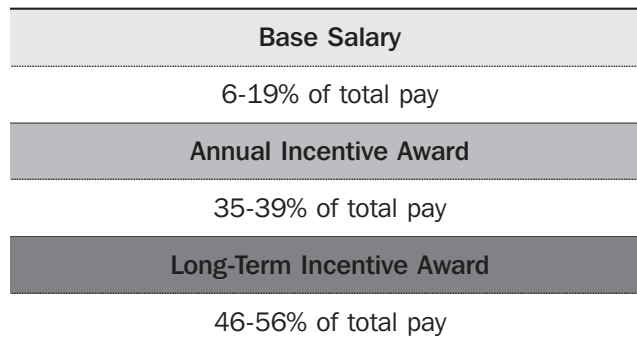 Base Salary
6-19% of total pay
Annual Incentive Award
35-39% of total pay
Long-Term Incentive Award
46-56% of total pay